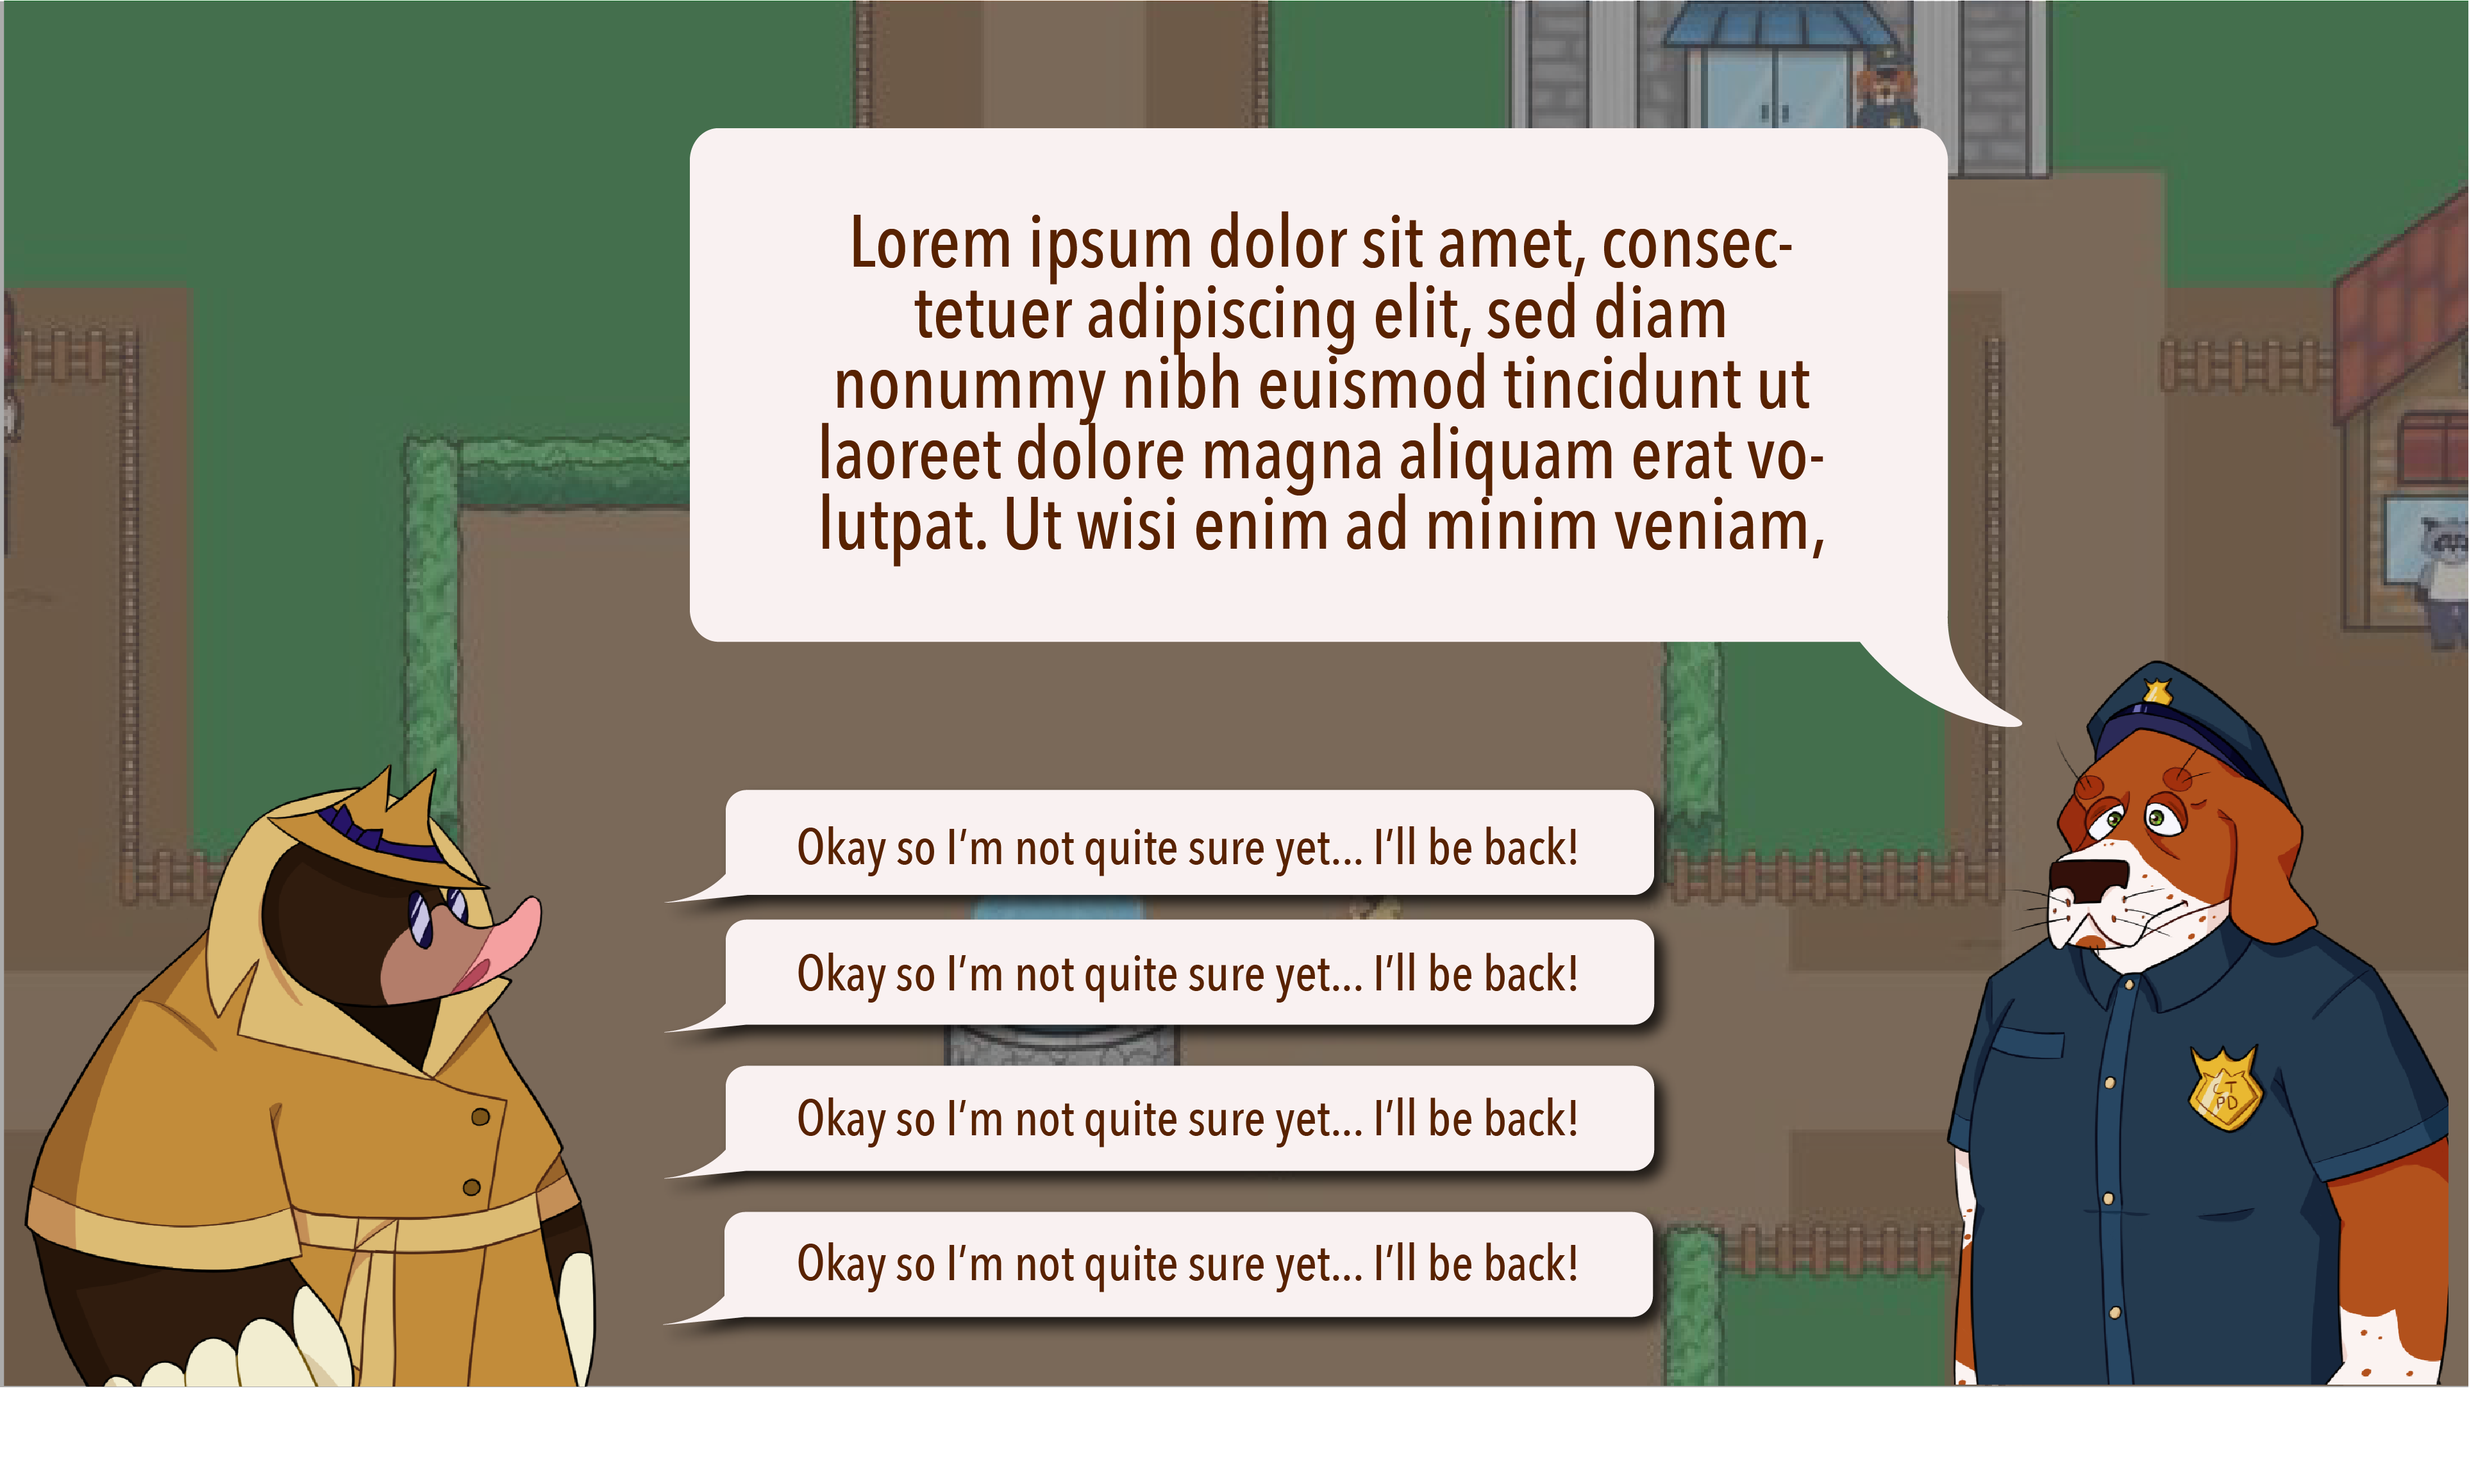 Lorem ipsum dolor sit amet, consec-
tetuer adipiscing elit, sed diam
nonummy nibh euismod tincidunt ut
laoreet dolore magna aliquam erat vo-
lutpat. Ut wisi enim ad minim veniam,
Okay so I'm not quite sure yet... I'll be back!
Okay so I'm not quite sure yet... I'll be back!
Okay so I'm not quite sure yet... I'll be back!
Okay so I'm not quite sure yet... I'll be back!
CT
PD